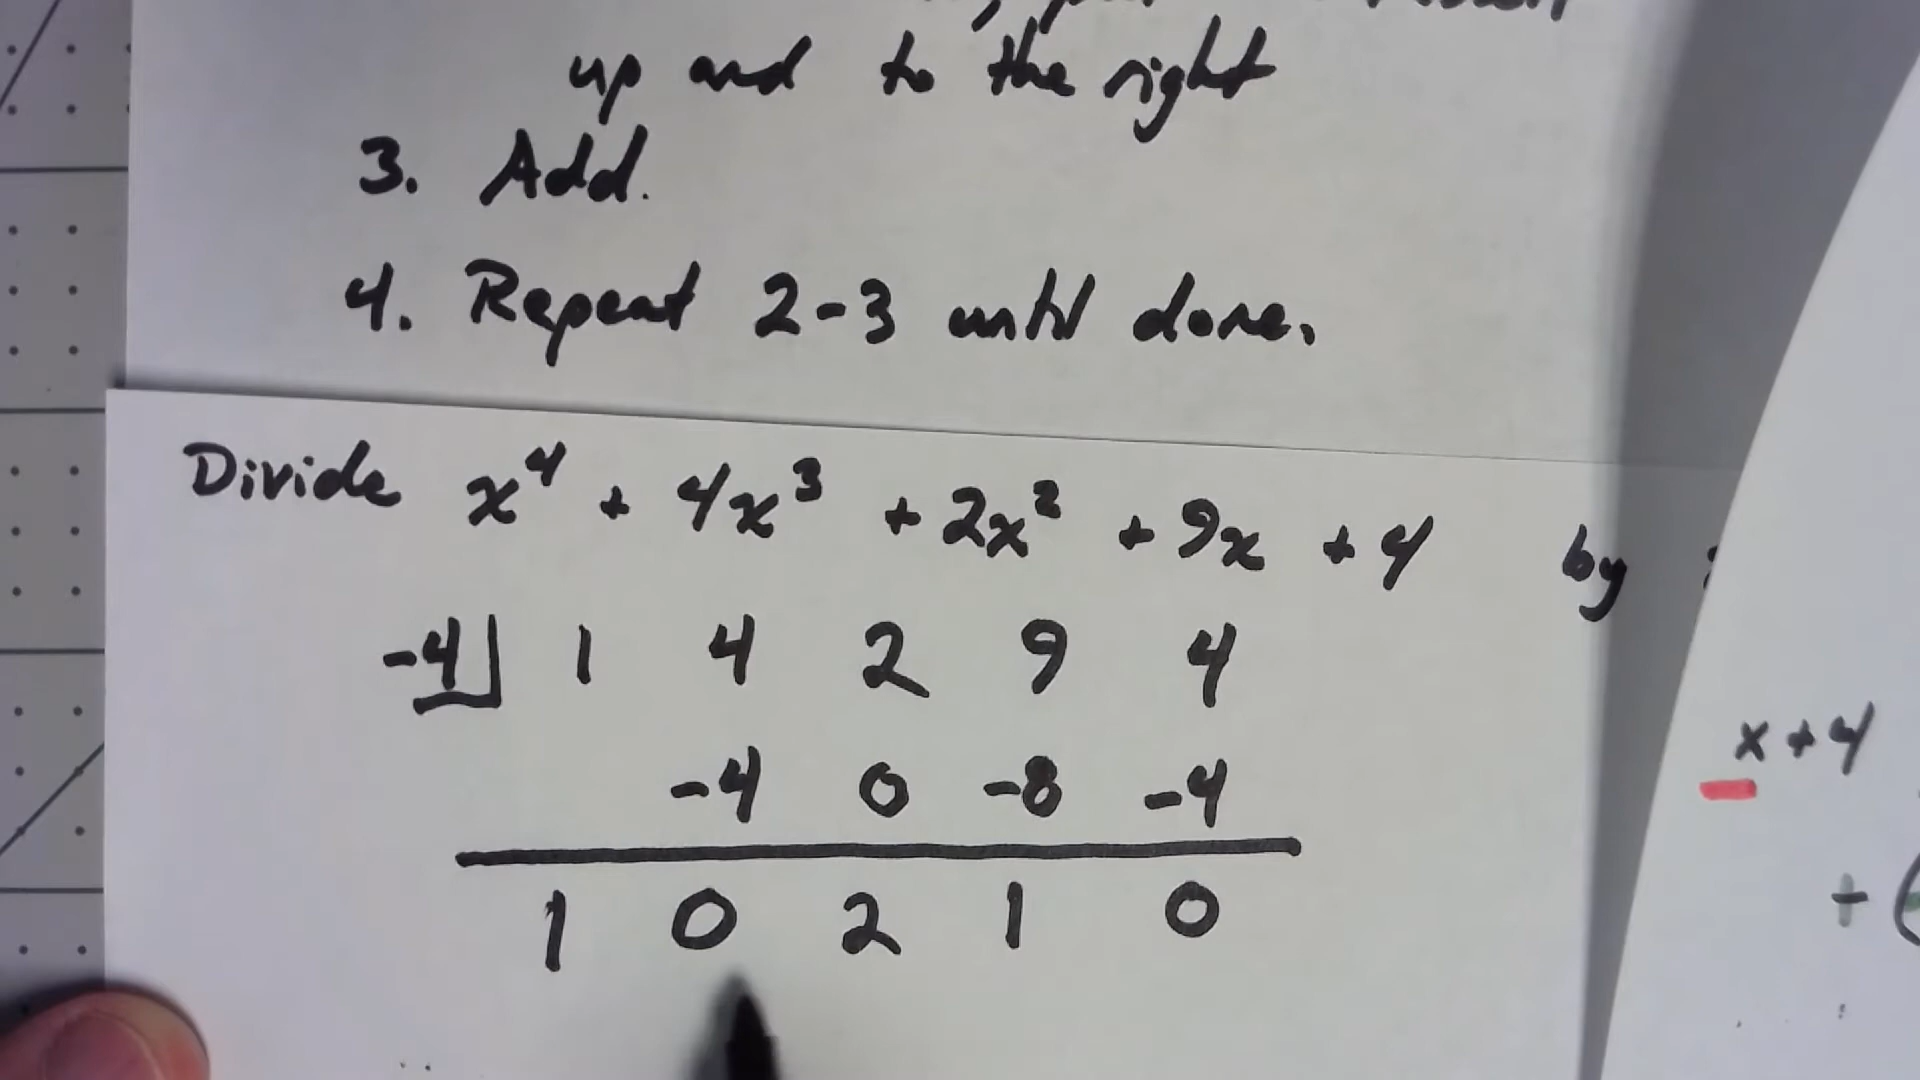 up and to the right
3. Add.
4. Repeat 2-3 until done.
Divide x⁴ + 4x³ + 2x² + 9x + 4 by
-4 1 4 2 9 4
-4 0 -8 -4
1 0 2 1 0
x + 4
+ (